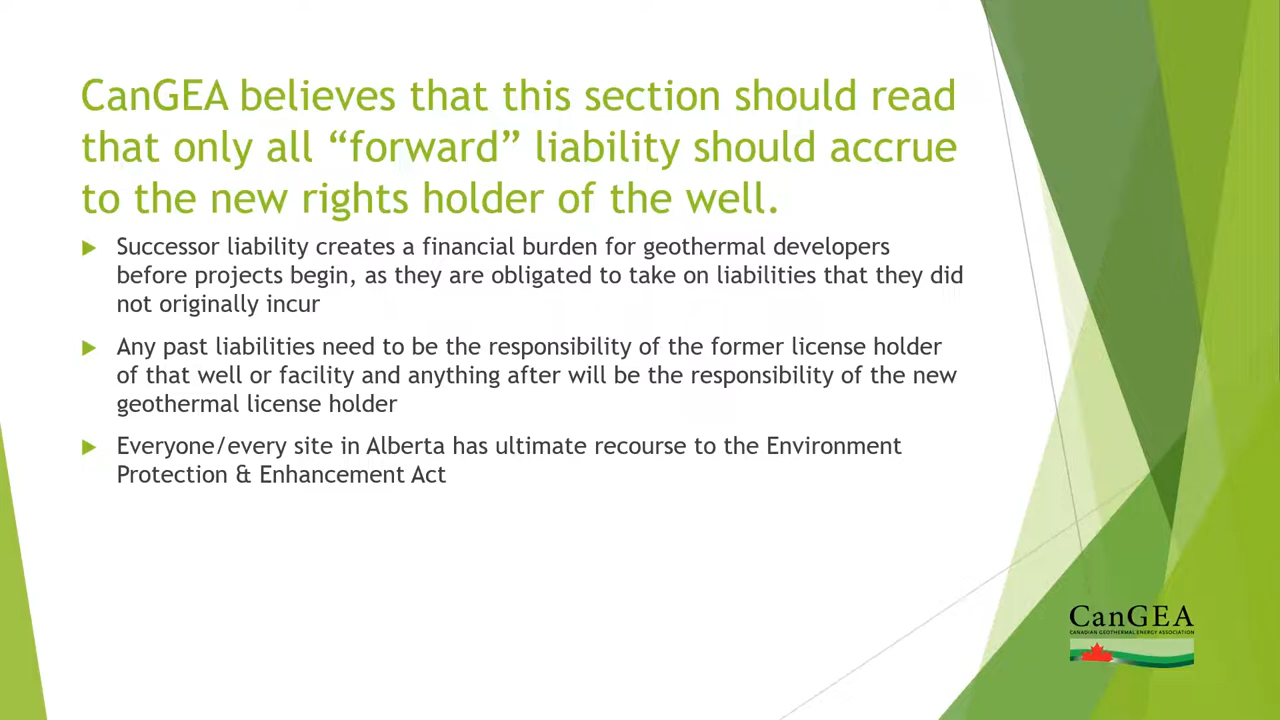 CanGEA believes that this section should read
that only all “forward” liability should accrue
to the new rights holder of the well.
Successor liability creates a financial burden for geothermal developers
before projects begin, as they are obligated to take on liabilities that they did
not originally incur
Any past liabilities need to be the responsibility of the former license holder
of that well or facility and anything after will be the responsibility of the new
geothermal license holder
Everyone/every site in Alberta has ultimate recourse to the Environment
Protection & Enhancement Act
CanGEA
CANADIAN GEOTHERMAL ENERGY ASSOCIATION